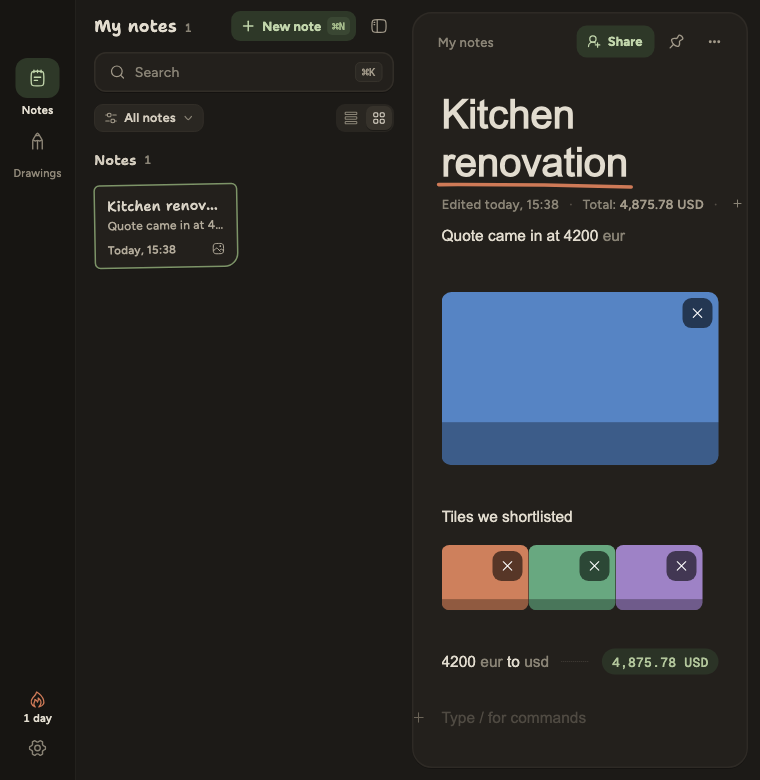 My notes 1
+ New note ⌘N
Search ⌘K
All notes
Notes
Drawings
Notes 1
Kitchen renov...
Quote came in at 4...
Today, 15:38
1 day
My notes
Share
Kitchen
renovation
Edited today, 15:38 · Total: 4,875.78 USD · +
Quote came in at 4200 eur
Tiles we shortlisted
4200 eur to usd 4,875.78 USD
+ Type / for commands